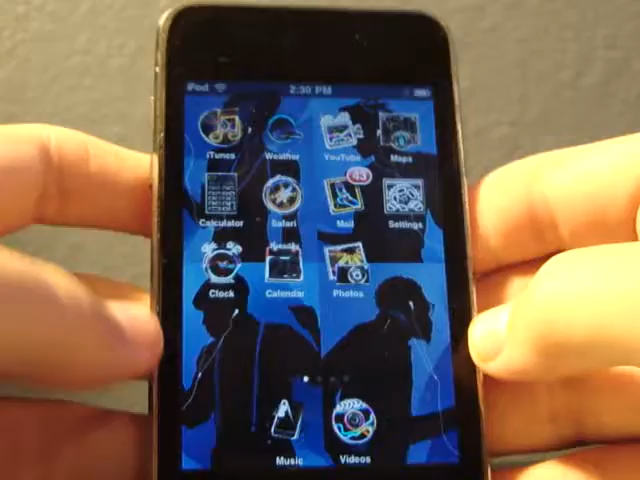 iPod 2:30 PM
iTunes Weather YouTube Maps
43
Calculator Safari Mail Settings
Clock Calendar Photos
Music Videos